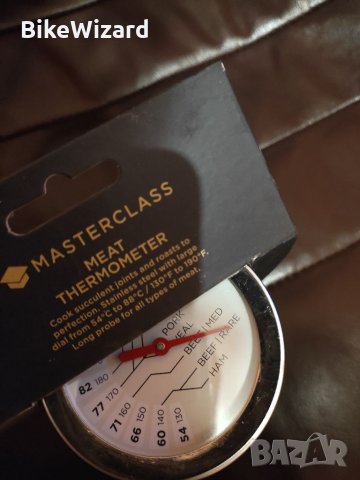 BikeWizard
MASTERCLASS
MEAT
THERMOMETER
Cook succulent joints and roasts to
perfection. Stainless steel with large
dial from 54°C to 88°C / 130°F to 190°F.
Long probe for all types of meat.
PORK
VEAL
BEEF | MED
BEEF | RARE
HAM
82 180
77 170
71 160
66 150
60 140
54 130
BAZAR